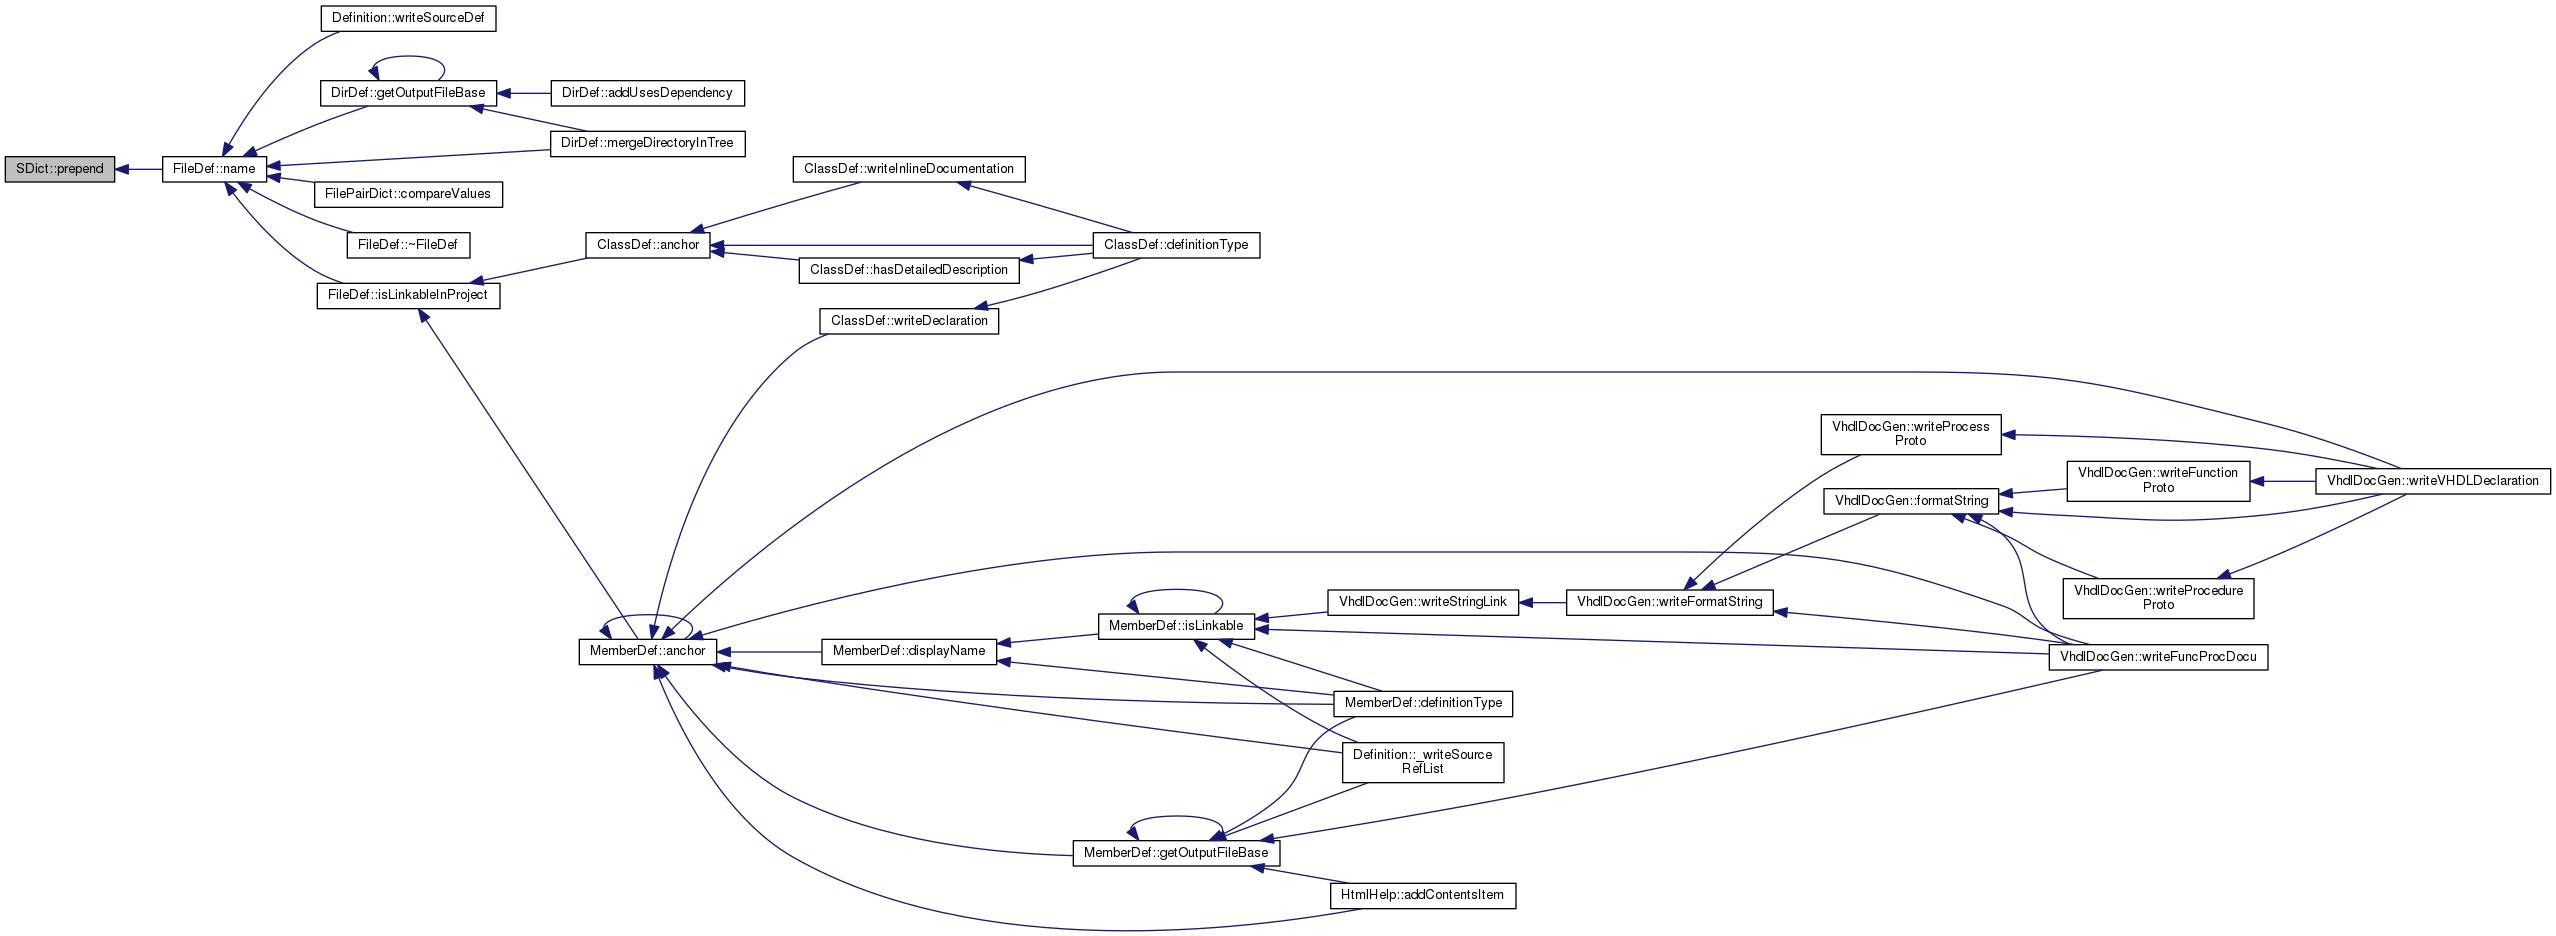 Definition::writeSourceDef
DirDef::getOutputFileBase
DirDef::addUsesDependency
DirDef::mergeDirectoryInTree
SDict::prepend
FileDef::name
ClassDef::writeInlineDocumentation
FilePairDict::compareValues
FileDef::~FileDef
ClassDef::anchor
ClassDef::definitionType
ClassDef::hasDetailedDescription
FileDef::isLinkableInProject
ClassDef::writeDeclaration
VhdlDocGen::writeProcess
Proto
VhdlDocGen::writeFunction
Proto
VhdlDocGen::writeVHDLDeclaration
VhdlDocGen::formatString
VhdlDocGen::writeProcedure
Proto
VhdlDocGen::writeStringLink
VhdlDocGen::writeFormatString
MemberDef::isLinkable
MemberDef::anchor
MemberDef::displayName
VhdlDocGen::writeFuncProcDocu
MemberDef::definitionType
Definition::_writeSource
RefList
MemberDef::getOutputFileBase
HtmlHelp::addContentsItem